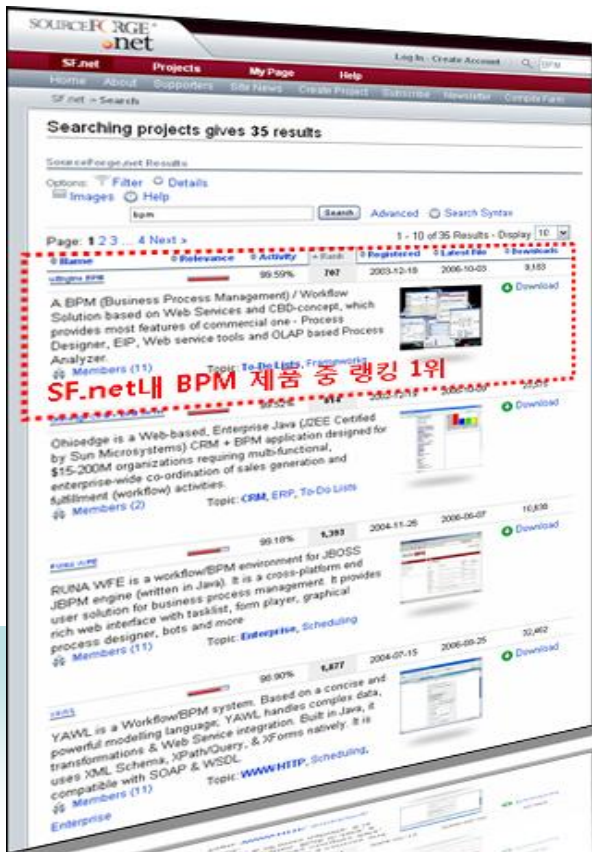 SOURCEFORGE
.net
Log In - Create Account
BPM
SF.net Projects My Page Help
Home About Supporters Site News Create Project Subscribe Newsletter Compile Farm
SF.net > Search
Searching projects gives 35 results
SourceForge.net Results
Options: Filter Details
Images Help
bpm Search Advanced Search Syntax
Page: 1 2 3 ... 4 Next > 1 - 10 of 35 Results - Display 10
Name Relevance Activity Rank Registered Latest File Downloads
uEngine BPM 99.59% 707 2003-12-18 2006-10-03 9,183
Download
A BPM (Business Process Management) / Workflow
Solution based on Web Services and CBD-
concept, which
provides most features of commercial one - Process
Designer, EIP, Web service tools and OLAP based Process
Analyzer.
Members (11) Topic: To-Do Lists, Frameworks
SF.net내 BPM 제품 중 랭킹 1위
Download
Ohioedge is a Web-based, Enterprise Java (J2EE Certified
by Sun Microsystems) CRM + BPM application designed for
$15-200M organizations requiring multi-functional,
enterprise-wide co-ordination of sales generation and
fulfillment (workflow) activities.
Members (2) Topic: CRM, ERP, To-Do Lists
RUNA WFE 99.18% 1,393 2004-11-26 2006-06-07 10,838
Download
RUNA WFE is a workflow/BPM environment for JBOSS
JBPM engine (written in Java). It is a cross-platform end
user solution for business process management. It provides
rich web interface with tasklist, form player, graphical
process designer, bots and more
Members (11) Topic: Enterprise, Scheduling
YAWL 98.90% 1,877 2004-07-15 2006-08-25 32,462
Download
YAWL is a Workflow/BPM system. Based on a concise and
powerful modelling language, YAWL handles complex data,
transformations & Web Service integration. Built in Java, it
uses XML Schema, XPath/Query, & XForms natively. It is
compatible with SOAP & WSDL.
Members (11) Topic: WWW/HTTP, Scheduling,
Enterprise